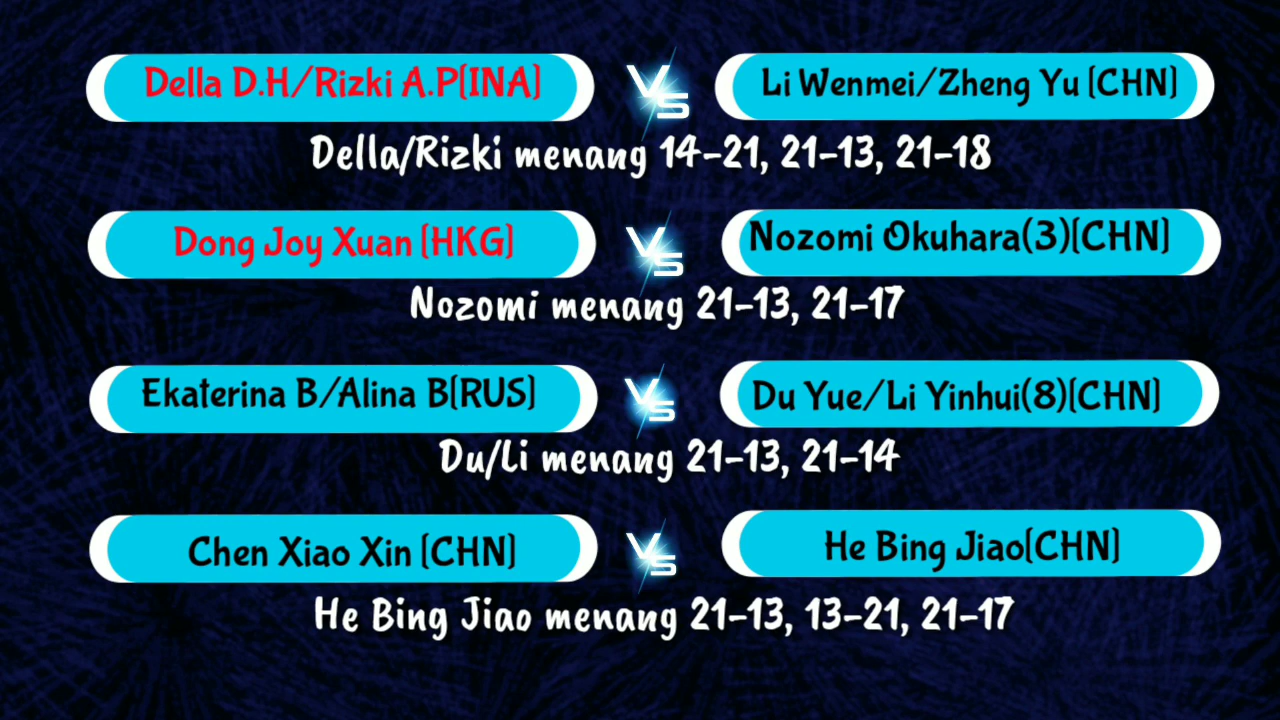 Della D.H/Rizki A.P(INA) VS Li Wenmei/Zheng Yu (CHN)
Della/Rizki menang 14-21, 21-13, 21-18
Dong Joy Xuan (HKG) VS Nozomi Okuhara(3)(CHN)
Nozomi menang 21-13, 21-17
Ekaterina B/Alina B(RUS) VS Du Yue/Li Yinhui(8)(CHN)
Du/Li menang 21-13, 21-14
Chen Xiao Xin (CHN) VS He Bing Jiao(CHN)
He Bing Jiao menang 21-13, 13-21, 21-17